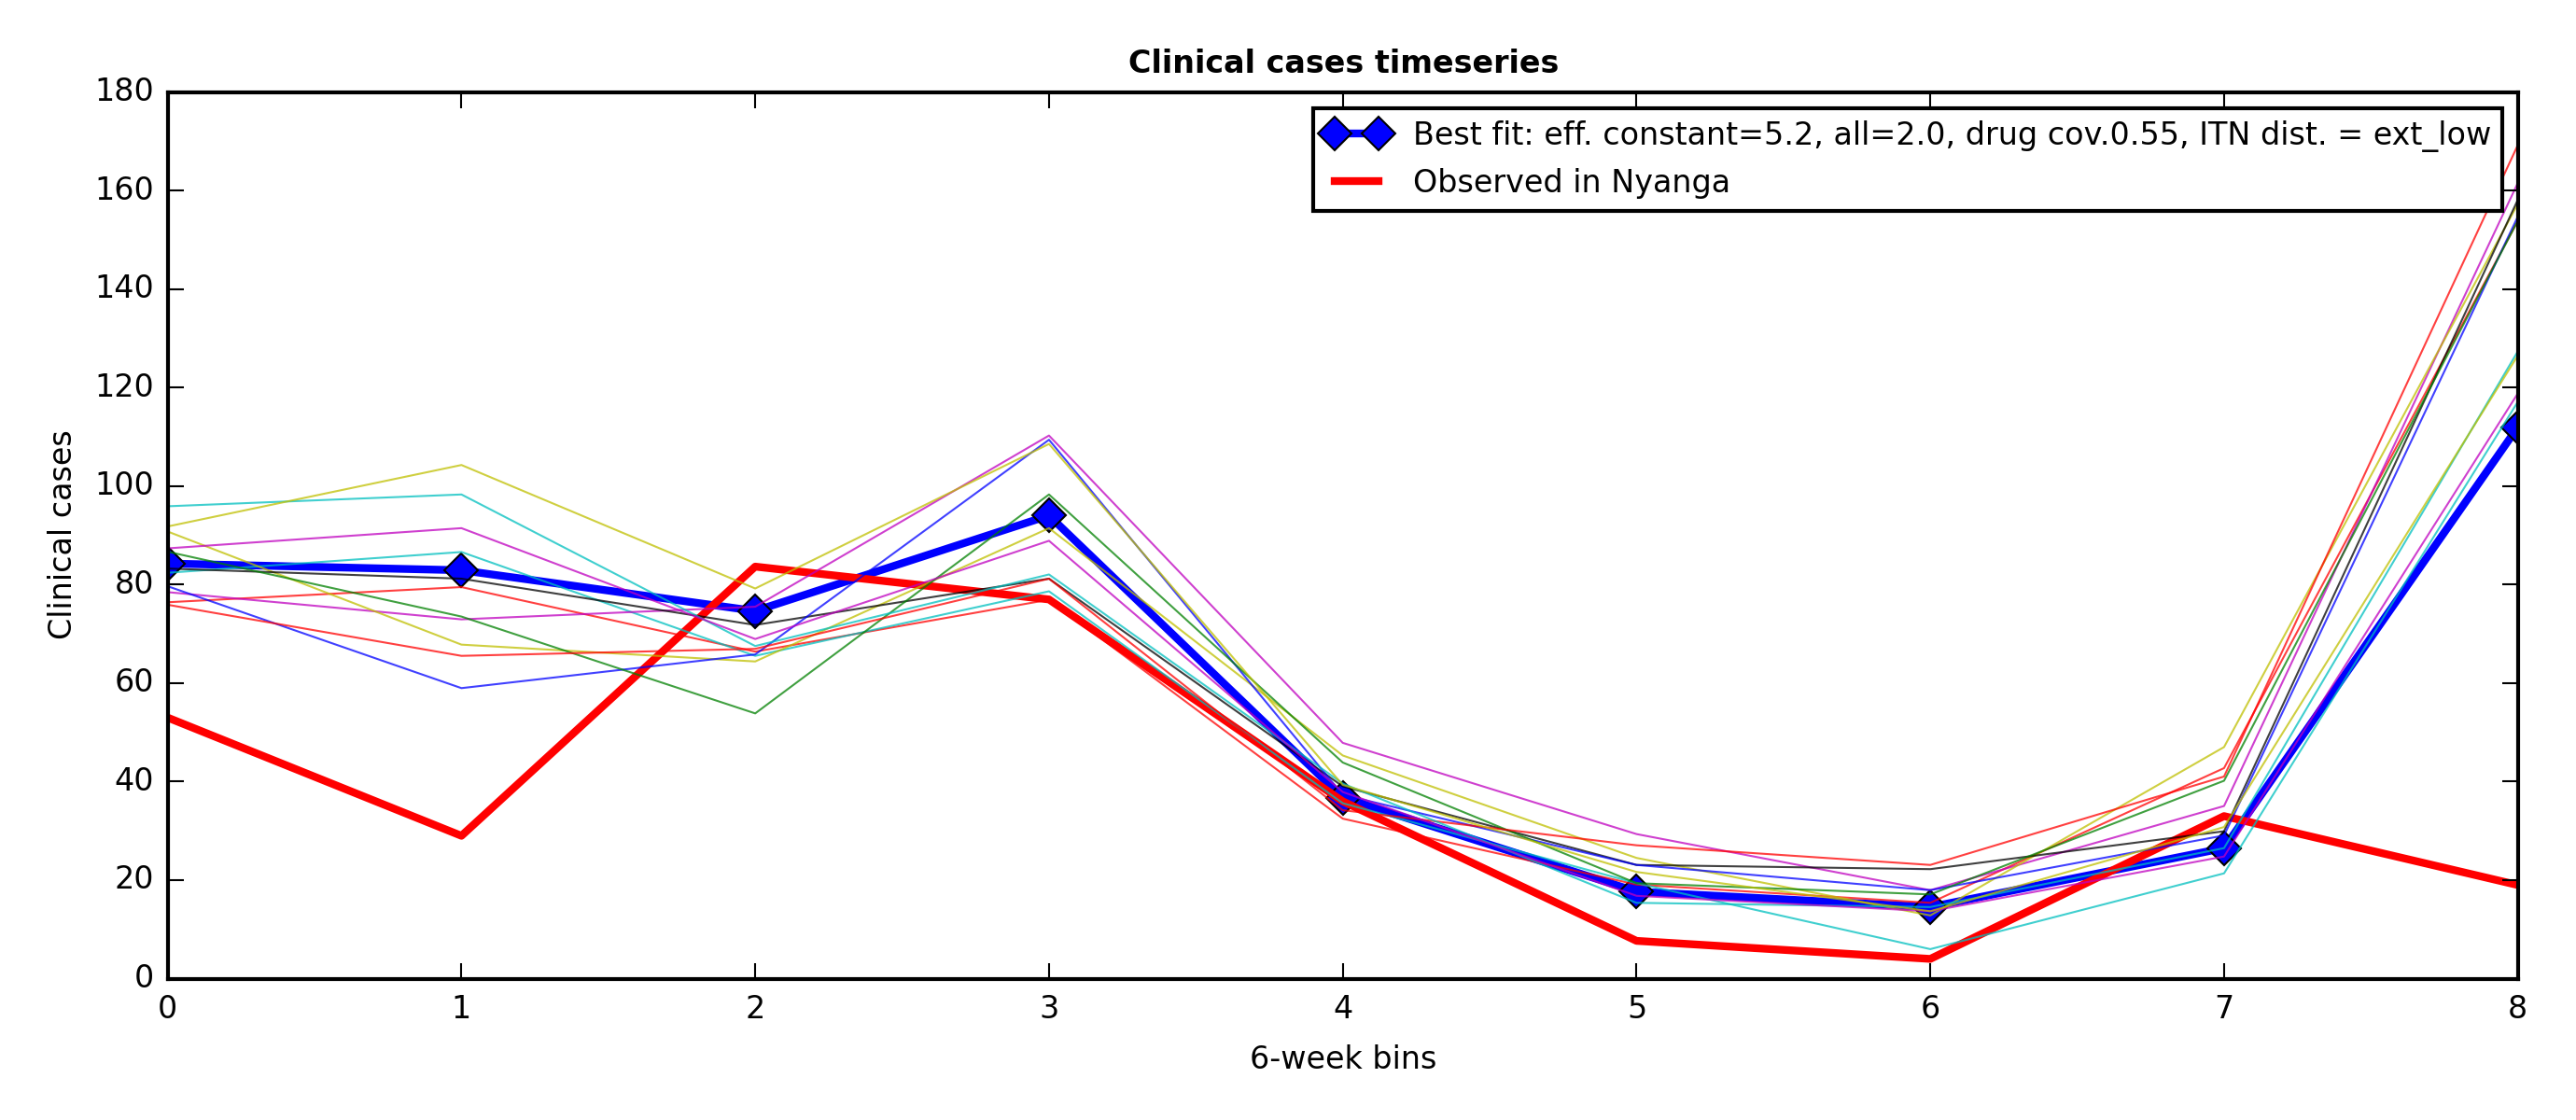 Clinical cases timeseries
180
160
140
120
100
80
60
40
20
0
Clinical cases
Best fit: eff. constant=5.2, all=2.0, drug cov.0.55, ITN dist. = ext_low
Observed in Nyanga
0 1 2 3 4 5 6 7 8
6-week bins